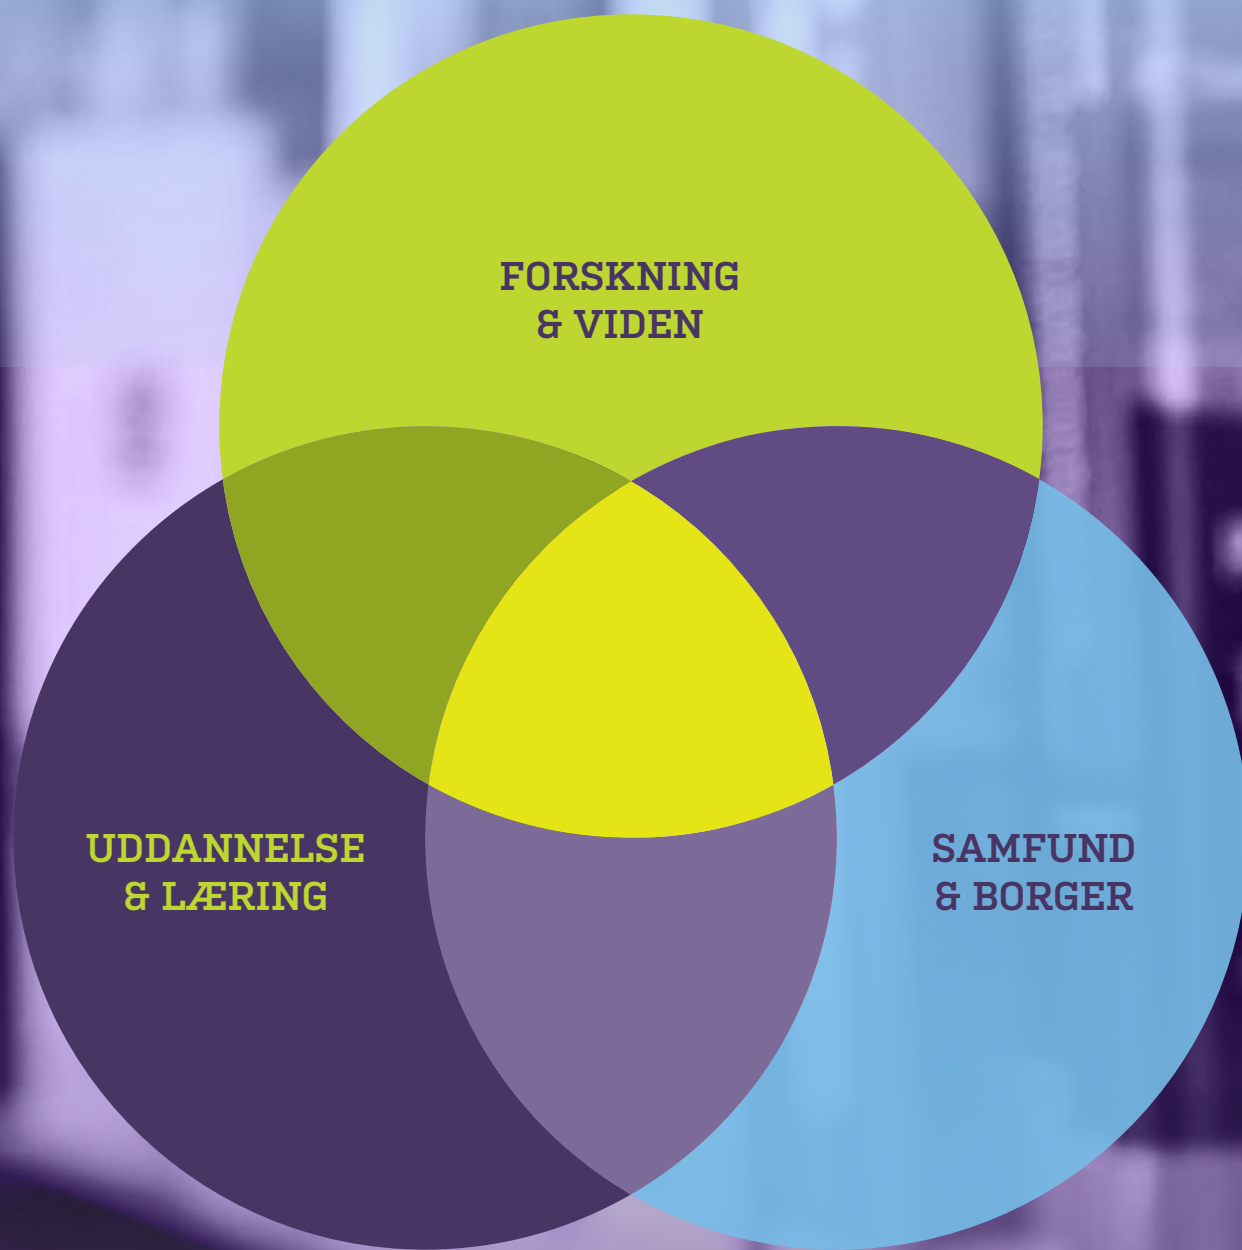 FORSKNING
& VIDEN
UDDANNELSE
& LÆRING
SAMFUND
& BORGER